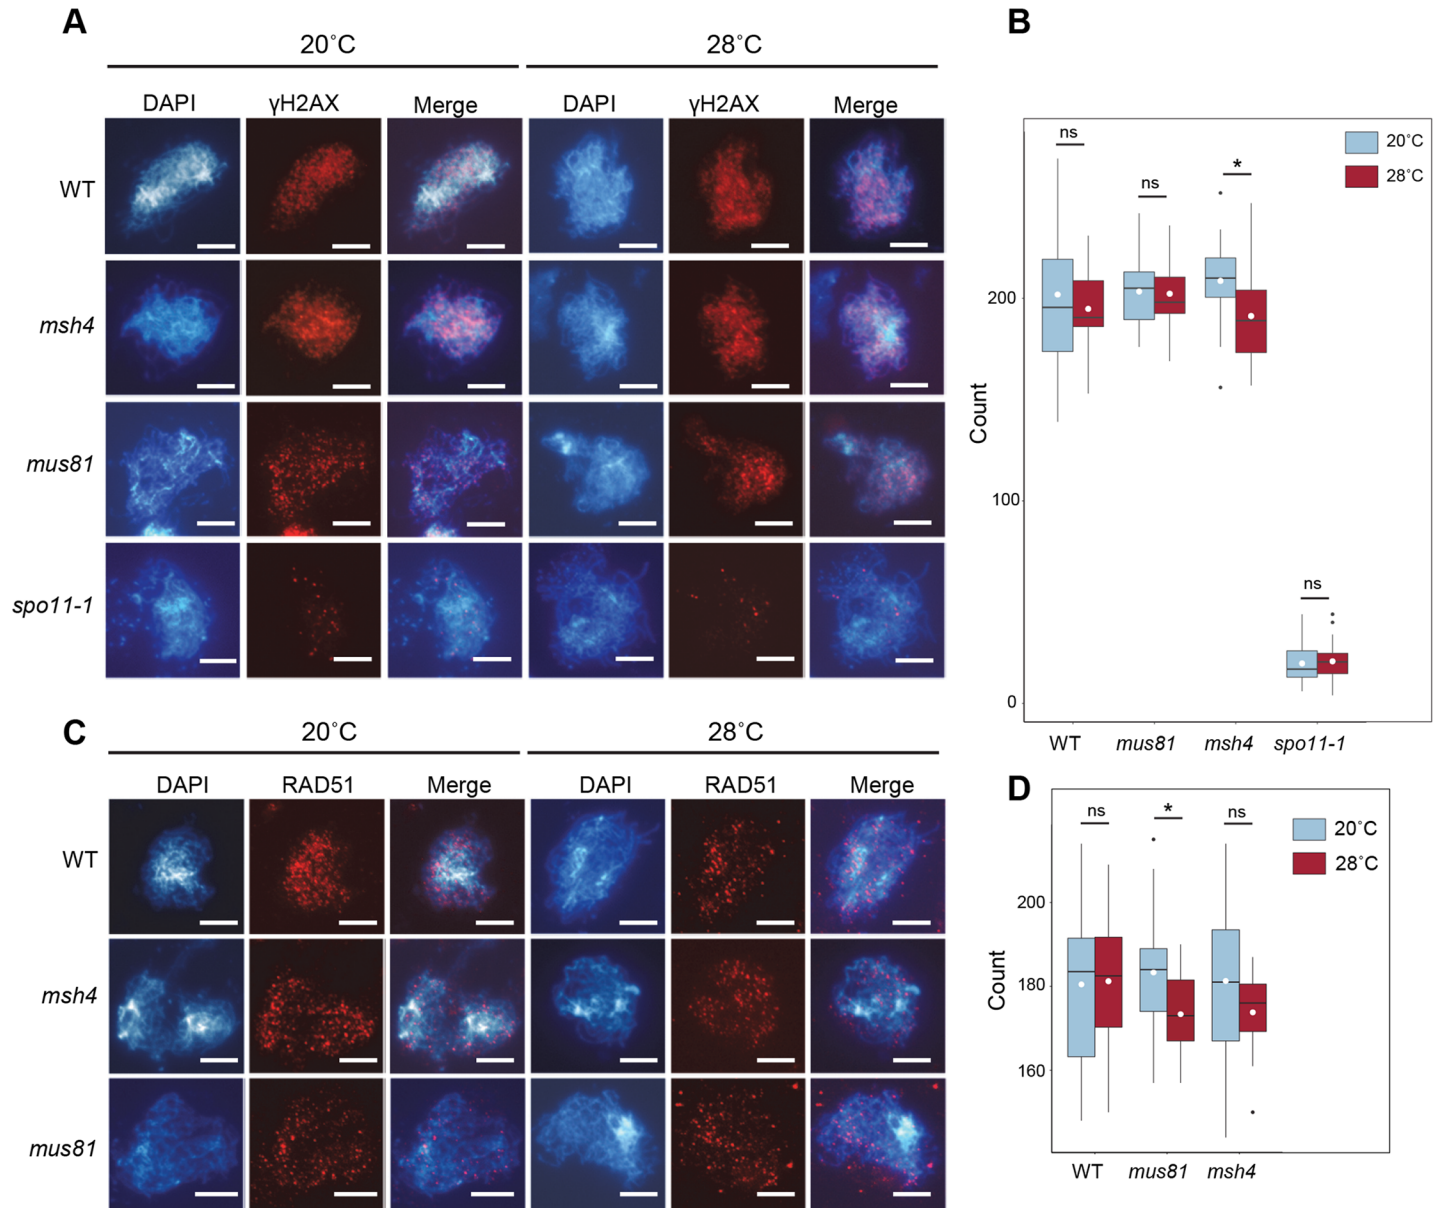 A
20˚C 28˚C
DAPI γH2AX Merge DAPI γH2AX Merge
WT
msh4
mus81
spo11-1
B
ns
ns
*
ns
20˚C
28˚C
Count
200
100
0
WT mus81 msh4 spo11-1
C
20˚C 28˚C
DAPI RAD51 Merge DAPI RAD51 Merge
WT
msh4
mus81
D
ns
*
ns
20˚C
28˚C
Count
200
180
160
WT mus81 msh4